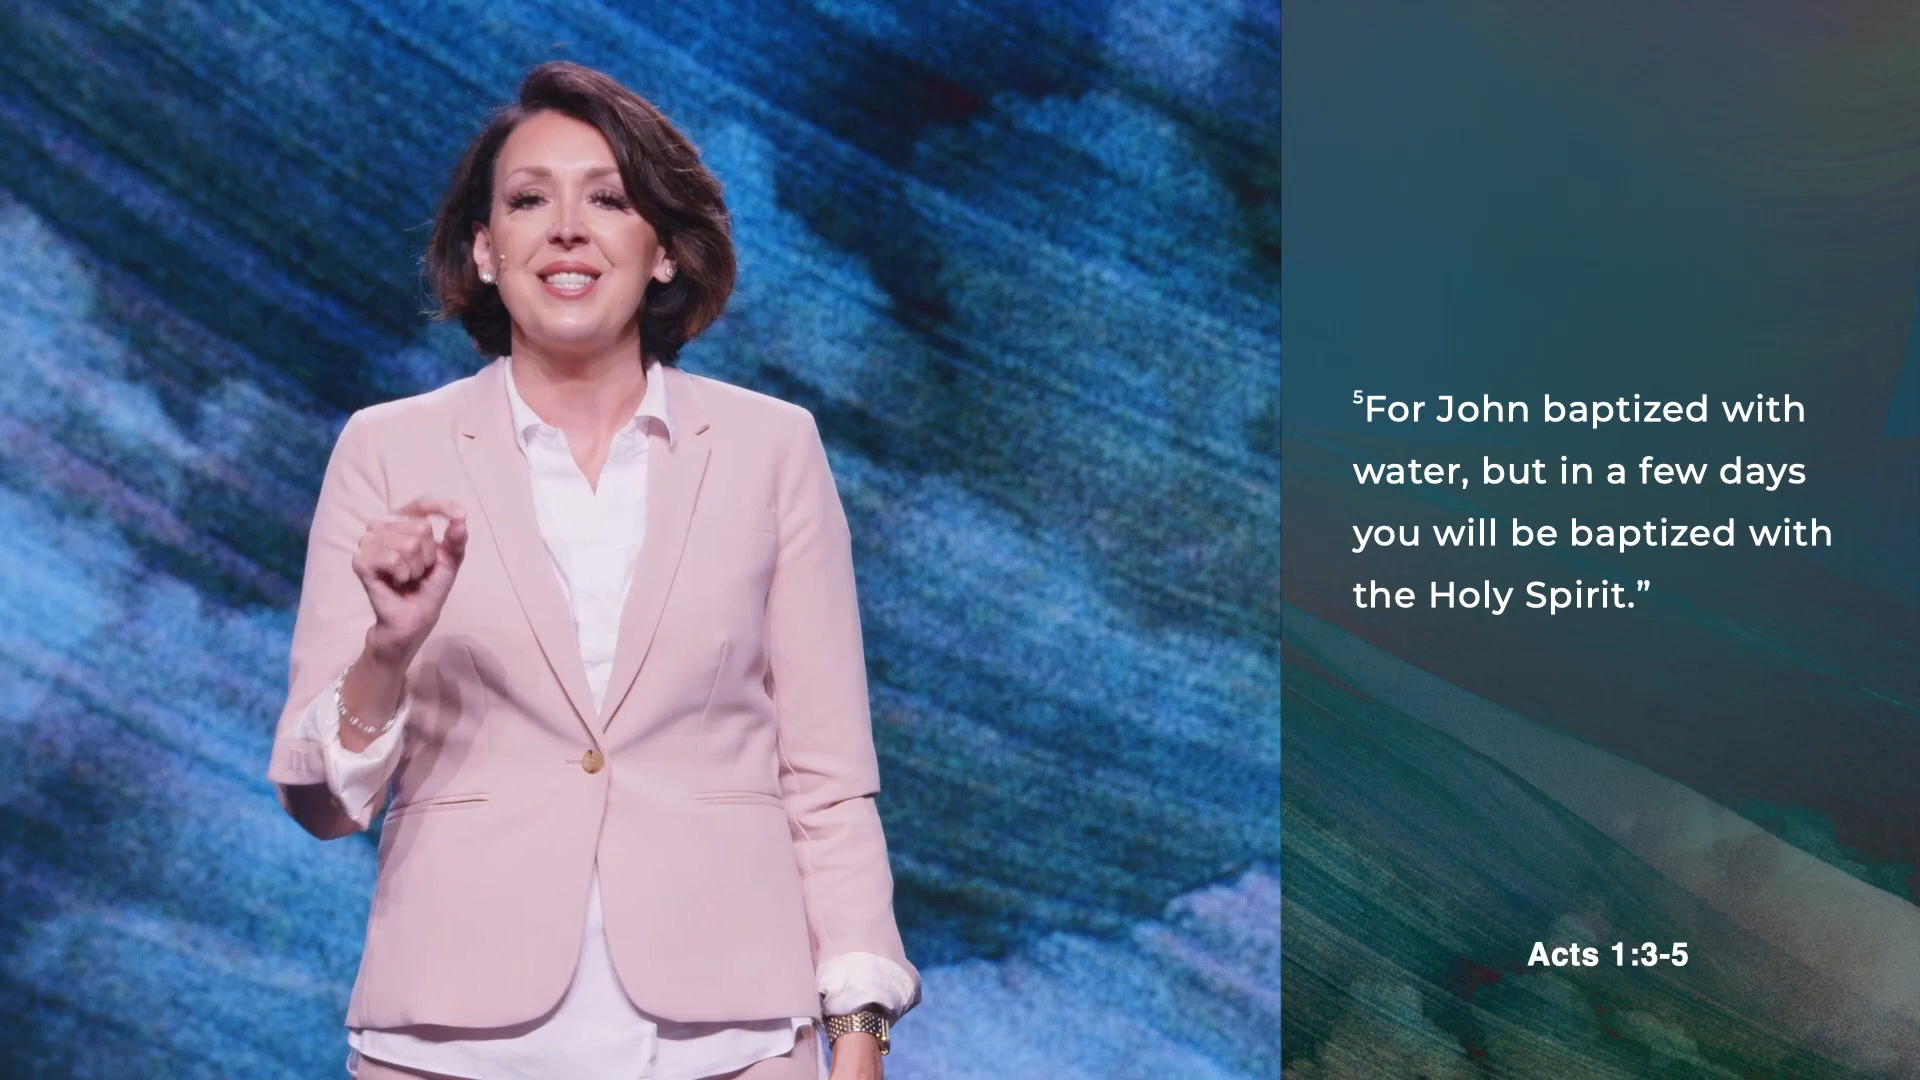 ⁵For John baptized with
water, but in a few days
you will be baptized with
the Holy Spirit.”
Acts 1:3-5